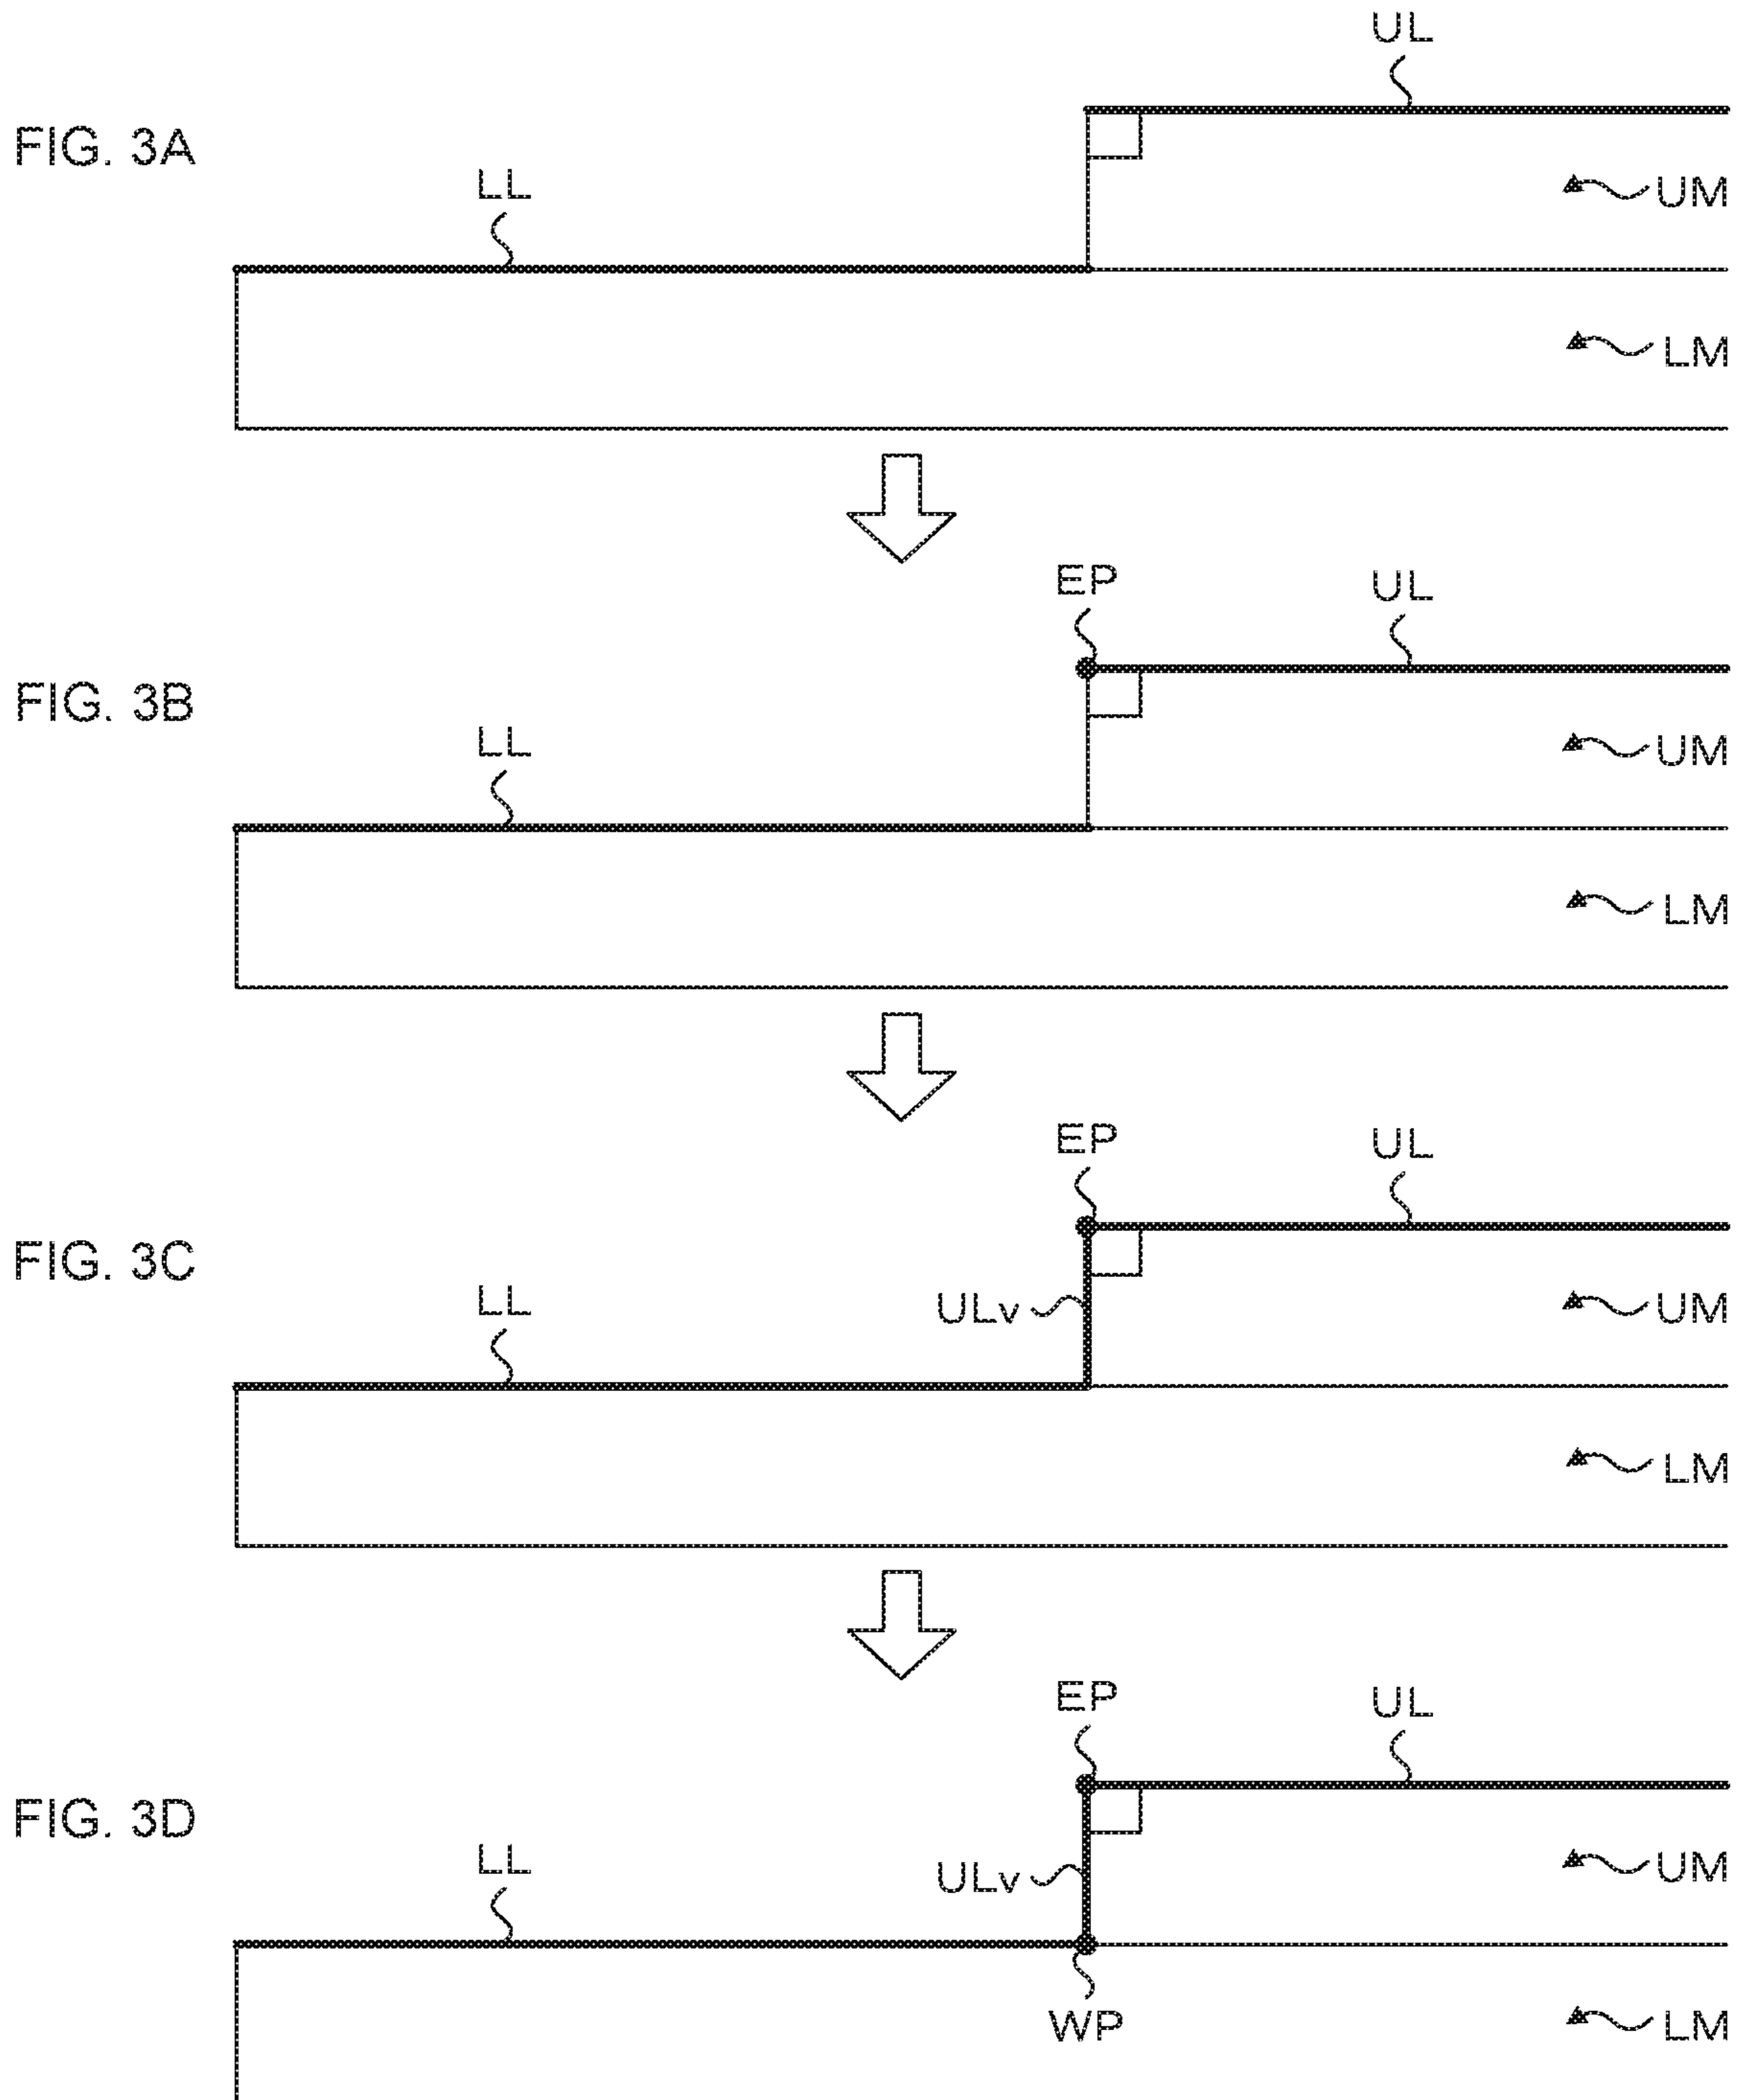 UL
FIG. 3A
LL
UM
LM
EP
UL
FIG. 3B
LL
UM
LM
EP
UL
FIG. 3C
LL
ULv
UM
LM
EP
UL
FIG. 3D
LL
ULv
UM
WP
LM